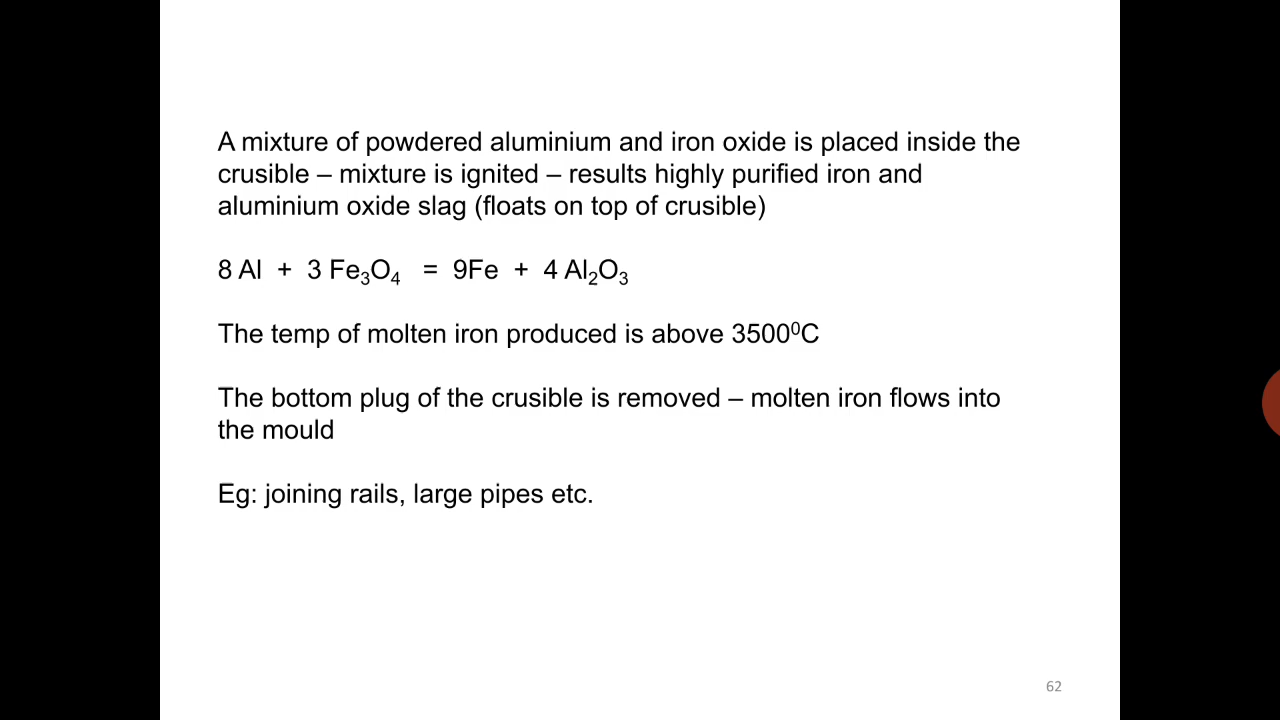 A mixture of powdered aluminium and iron oxide is placed inside the
crusible – mixture is ignited – results highly purified iron and
aluminium oxide slag (floats on top of crusible)
8 Al + 3 Fe₃O₄ = 9Fe + 4 Al₂O₃
The temp of molten iron produced is above 3500⁰C
The bottom plug of the crusible is removed – molten iron flows into
the mould
Eg: joining rails, large pipes etc.
62